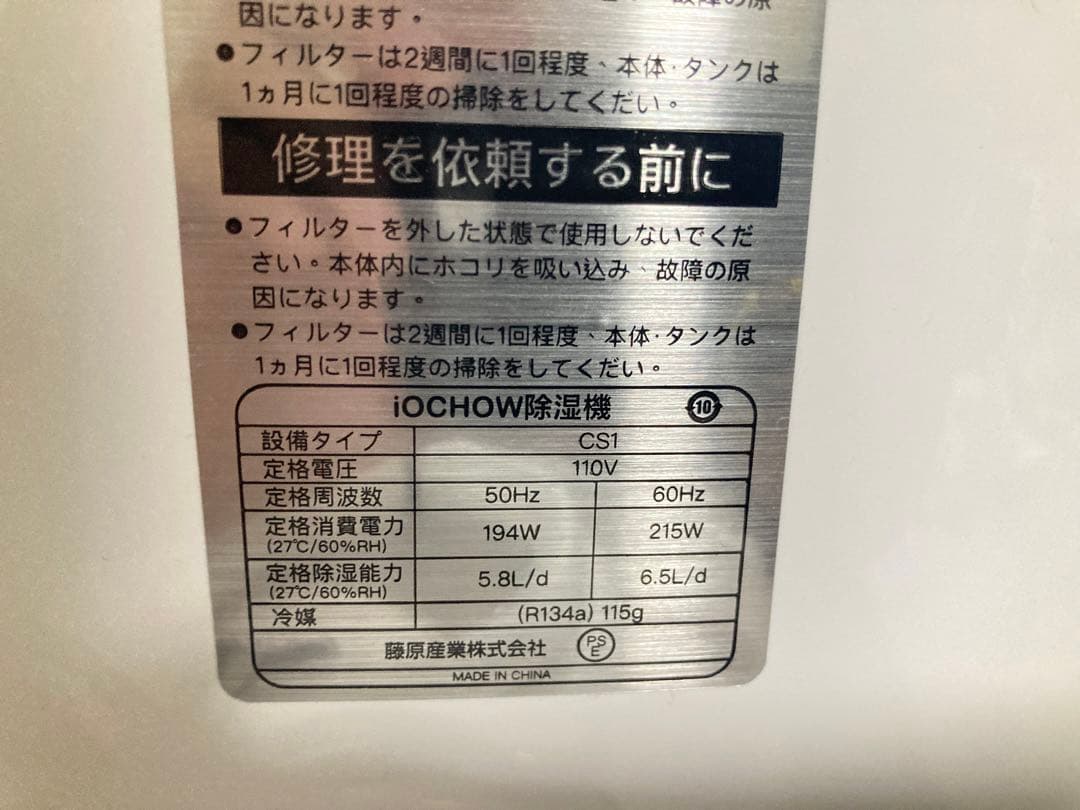 因になります。
●フィルターは2週間に1回程度、本体・タンクは
1ヵ月に1回程度の掃除をしてくだい。
修理を依頼する前に
●フィルターを外した状態で使用しないでくだ
さい。本体内にホコリを吸い込み、故障の原
因になります。
●フィルターは2週間に1回程度、本体・タンクは
1ヵ月に1回程度の掃除をしてくだい。
iOCHOW除湿機 10
設備タイプ CS1
定格電圧 110V
定格周波数 50Hz 60Hz
定格消費電力 194W 215W
(27℃/60%RH)
定格除湿能力 5.8L/d 6.5L/d
(27℃/60%RH)
冷媒 (R134a) 115g
藤原産業株式会社 PSE
MADE IN CHINA